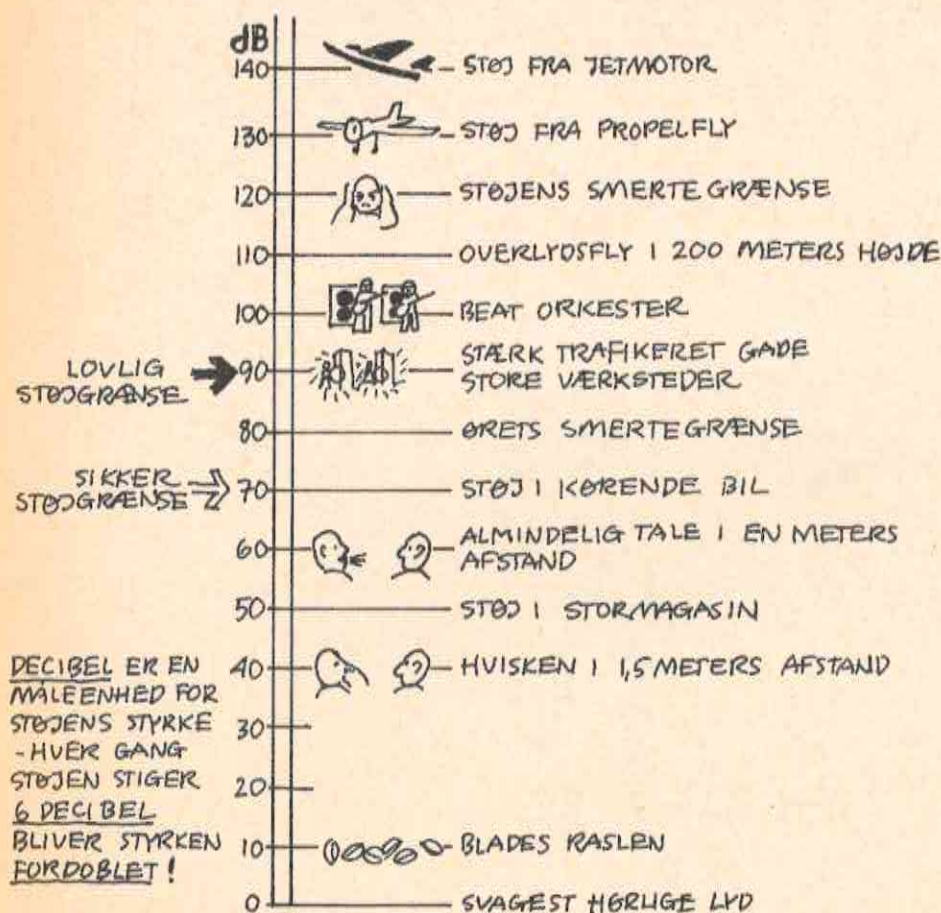 dB
140 STØJ FRA JETMOTOR
130 STØJ FRA PROPELFLY
120 STØJENS SMERTEGRÆNSE
110 OVERLYDSFLY I 200 METERS HØJDE
100 BEAT ORKESTER
LOVLIG
STØJGRÆNSE
90 STÆRK TRAFIKERET GADE
STORE VÆRKSTEDER
80 ØRETS SMERTEGRÆNSE
SIKKER
STØJGRÆNSE
70 STØJ I KØRENDE BIL
60 ALMINDELIG TALE I EN METERS
AFSTAND
50 STØJ I STORMAGASIN
40 HVISKEN I 1,5 METERS AFSTAND
30
20
10 BLADES RASLEN
0 SVAGEST HØRLIGE LYD
DECIBEL ER EN
MÅLEENHED FOR
STØJENS STYRKE
- HVER GANG
STØJEN STIGER
6 DECIBEL
BLIVER STYRKEN
FORDOBLET!